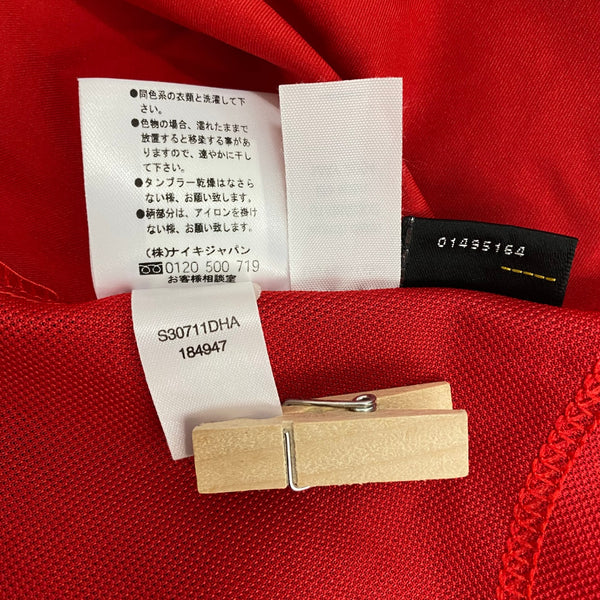 ●同色系の衣類と洗濯して下
さい。
●色物の場合、濡れたままで
放置すると移染する事があ
りますので、速やかに干し
て下さい。
●タンブラー乾燥はなさら
ない様、お願い致します。
●柄部分は、アイロンを掛け
ない様、お願い致します。
(株)ナイキジャパン
0120 500 719
お客様相談室
01495164
S30711DHA
184947